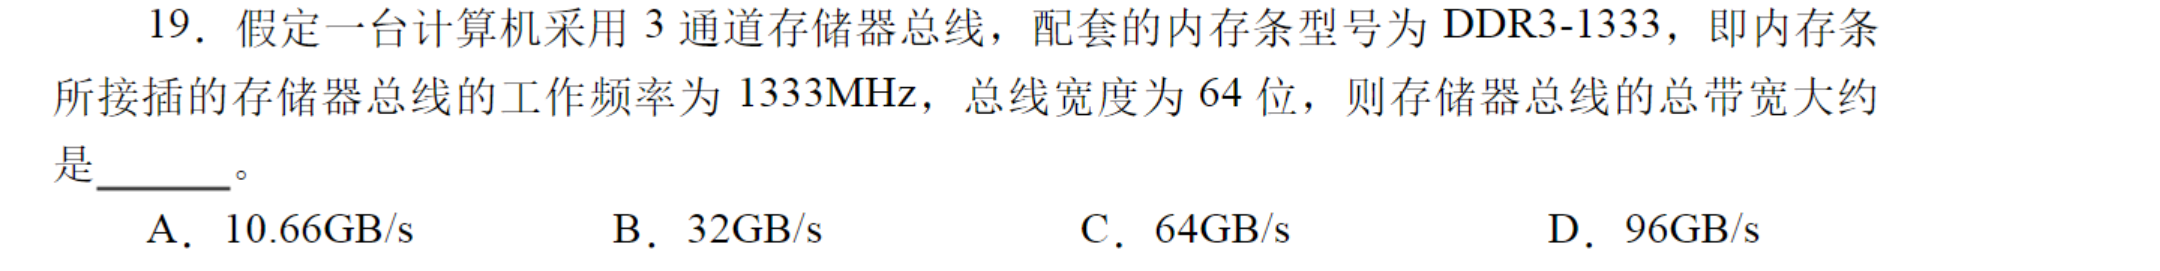 19．假定一台计算机采用 3 通道存储器总线，配套的内存条型号为 DDR3-1333，即内存条
所接插的存储器总线的工作频率为 1333MHz，总线宽度为 64 位，则存储器总线的总带宽大约
是______。
A．10.66GB/s B．32GB/s C．64GB/s D．96GB/s